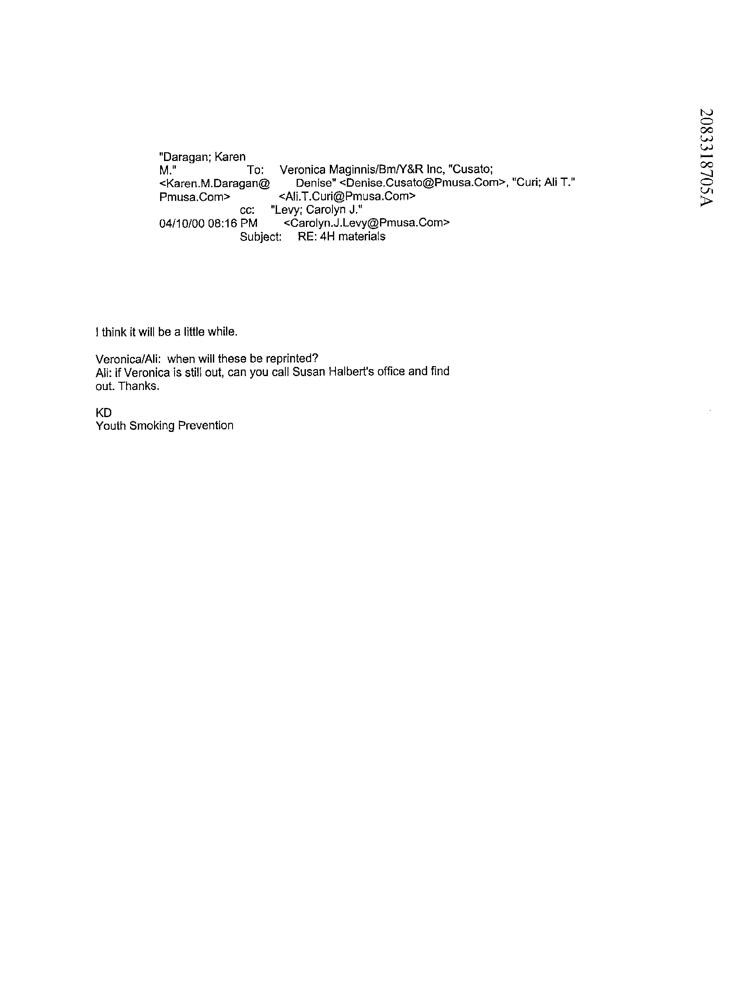 2083318705A
"Daragan; Karen
M." To: Veronica Maginnis/Bm/Y&R Inc, "Cusato;
<Karen.M.Daragan@ Denise" <Denise.Cusato@Pmusa.Com>, "Curi; Ali T."
Pmusa.Com> <Ali.T.Curi@Pmusa.Com>
cc: "Levy; Carolyn J."
04/10/00 08:16 PM <Carolyn.J.Levy@Pmusa.Com>
Subject: RE: 4H materials
I think it will be a little while.
Veronica/Ali: when will these be reprinted?
Ali: if Veronica is still out, can you call Susan Halbert's office and find
out. Thanks.
KD
Youth Smoking Prevention